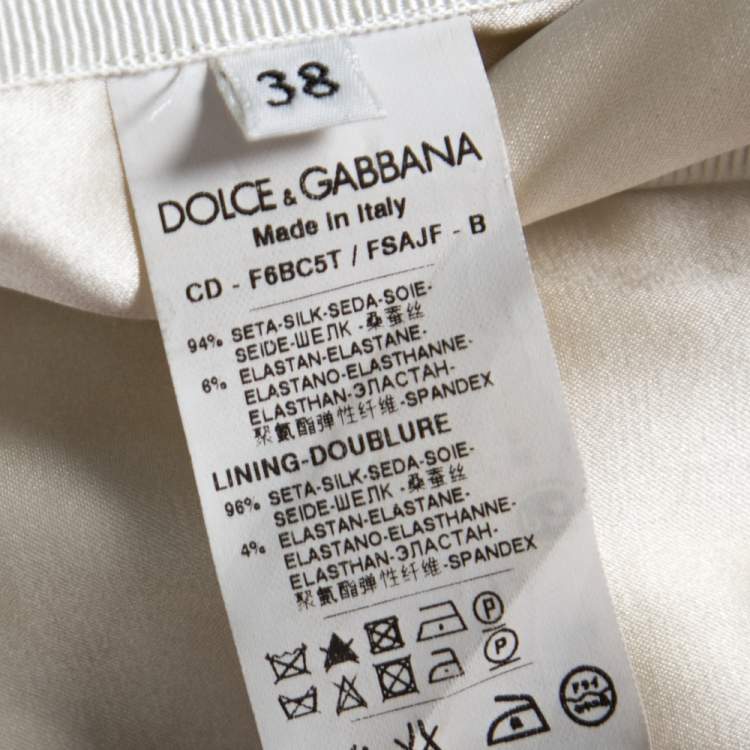 38
DOLCE & GABBANA
Made in Italy
CD - F6BC5T / FSAJF - B
94% SETA-SILK-SEDA-SOIE-
SEIDE-ШЕЛК -桑蚕丝
6% ELASTAN-ELASTANE-
ELASTANO-ELASTHANNE-
ELASTHAN-ЭЛАСТАН-
聚氨酯弹性纤维-SPANDEX
LINING-DOUBLURE
96% SETA-SILK-SEDA-SOIE-
SEIDE-ШЕЛК -桑蚕丝
4% ELASTAN-ELASTANE-
ELASTANO-ELASTHANNE-
ELASTHAN-ЭЛАСТАН-
聚氨酯弹性纤维-SPANDEX
P
P
ドライ